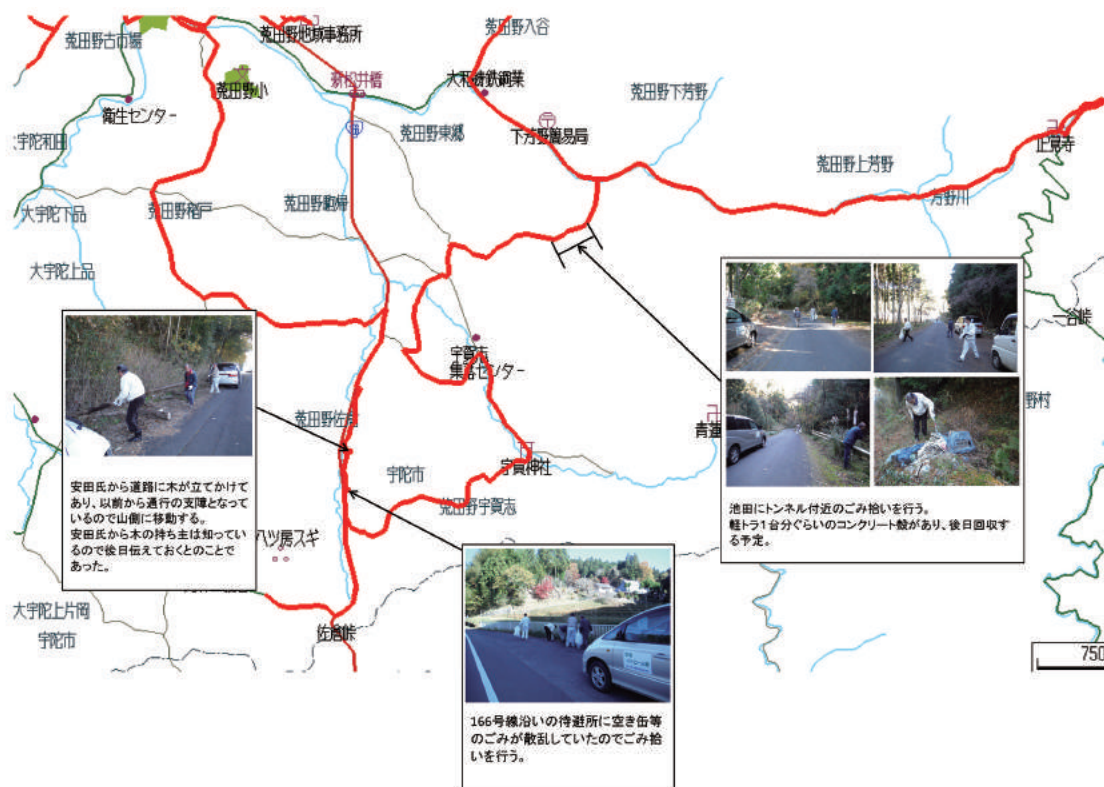 菟田野古市場
菟田野地域事務所
菟田野入谷
新松井橋
菟田野小
大和磁鉄鋼業
菟田野下芳野
衛生センター
菟田野東郷
下芳野簡易局
止覚寺
宇陀和田
菟田野上芳野
大宇陀下品
菟田野稲戸
菟田野駒帰
方野川
大宇陀上品
一谷峠
宇賀志
集落センター
野村
菟田野佐倉
青蓮
宇陀市
宇賀神社
菟田野宇賀志
八ツ房スギ
大宇陀上片岡
宇陀市
佐倉峠
750
安田氏から道路に木が立てかけて
あり、以前から通行の支障となってい
るので山側に移動する。
安田氏から木の持ち主は知ってい
るので後日伝えておくとのことで
あった。
池田にトンネル付近のごみ拾いを行う。
軽トラ1台分ぐらいのコンクリート殻があり、後日回収す
る予定。
166号線沿いの待避所に空き缶等
のごみが散乱していたのでごみ拾
いを行う。